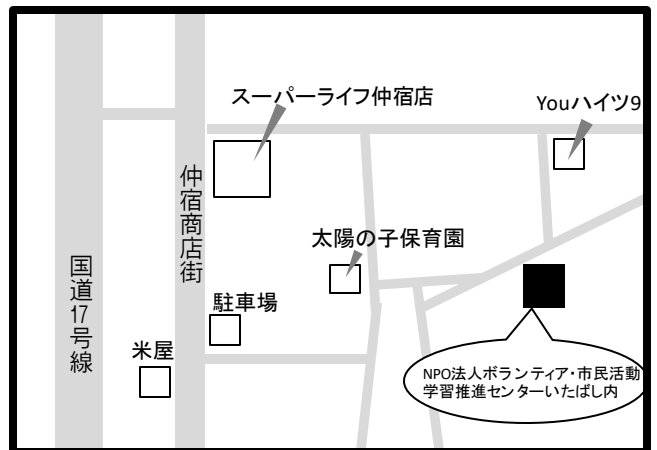 スーパーライフ仲宿店
Youハイツ9
仲宿商店街
太陽の子保育園
国道17号線
駐車場
米屋
NPO法人ボランティア・市民活動
学習推進センターいたばし内